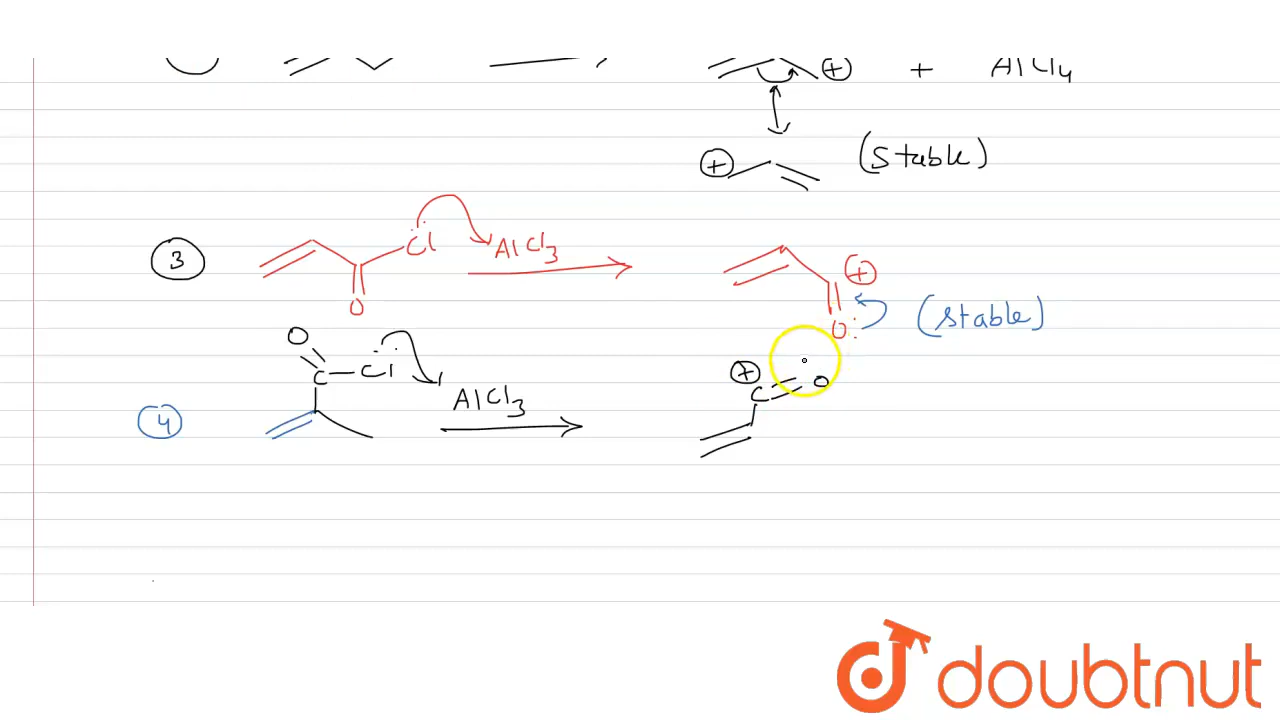 ⊕ + AlCl4
⊕ (stable)
3 Cl AlCl3 ⊕
O O: (stable)
O C Cl AlCl3 ⊕ C O
4
doubtnut